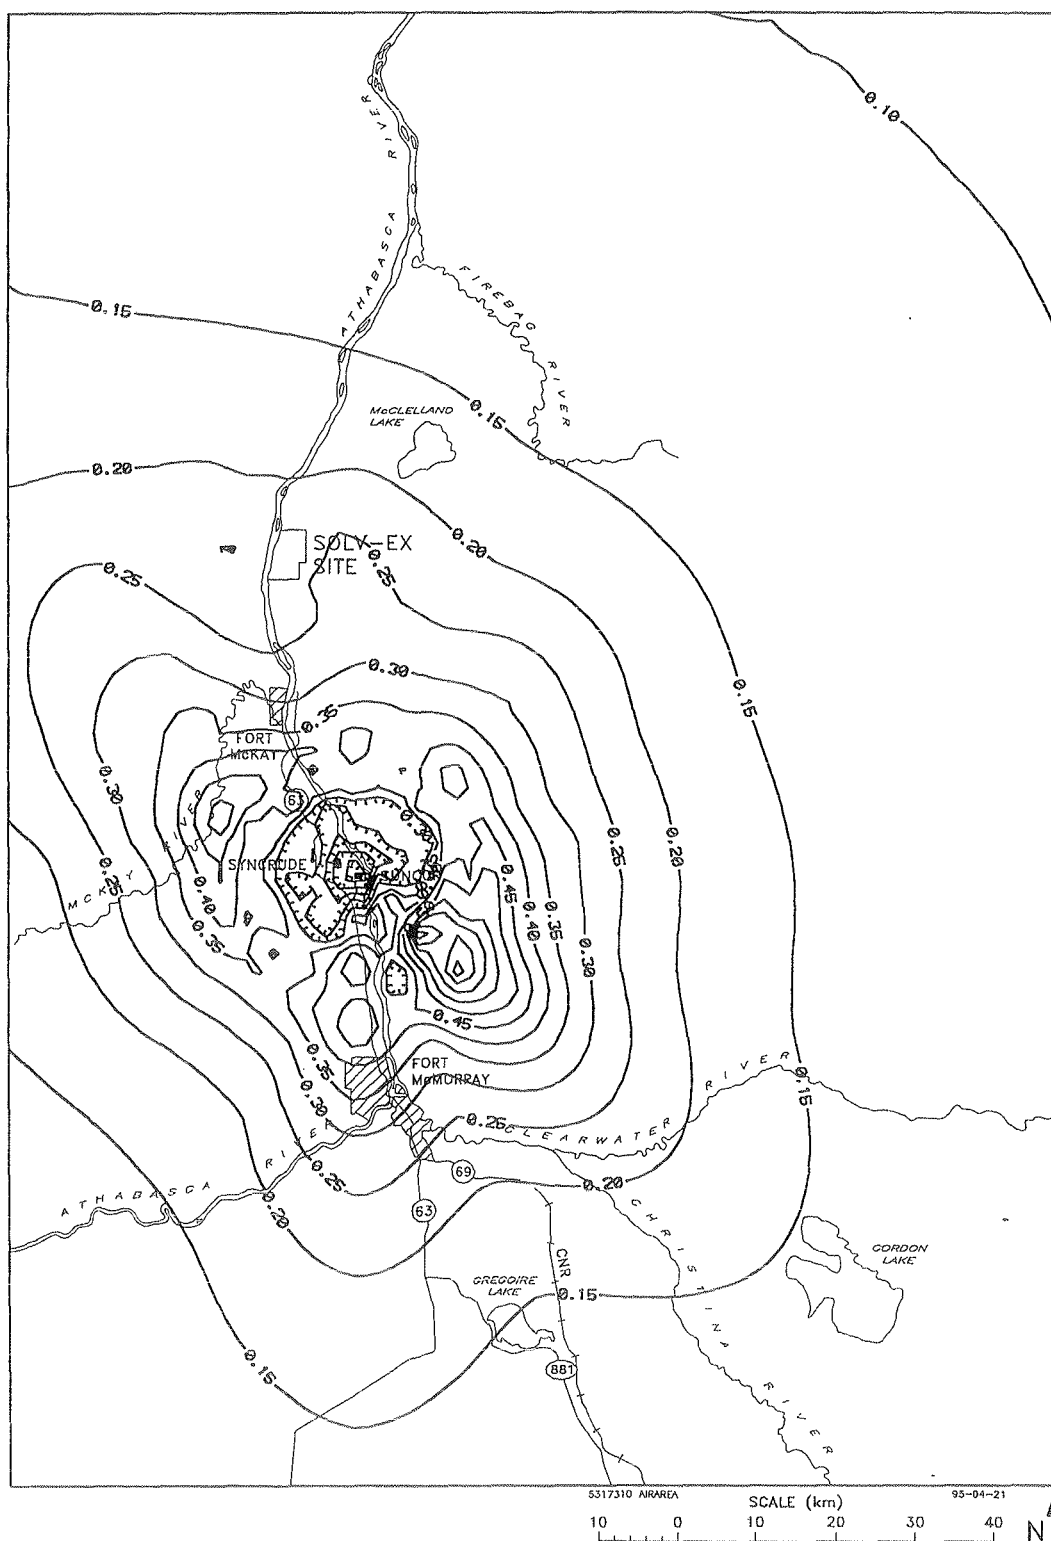 0.10
ATHABASCA RIVER
FIREBAG RIVER
0.15
McCLELLAND
LAKE
0.15
0.20
0.20
SOLV-EX
SITE
0.25
0.25
0.30
0.15
0.35
FORT
McKAY
63
0.30
0.30
MCKAY RIVER
SYNCRUDE
SUNCOR
0.25
0.20
0.25
0.45
0.40
0.35
0.40
0.35
0.30
0.45
0.35
0.30
FORT
McMURRAY
0.15
0.25
CLEARWATER RIVER
ATHABASCA RIVER
0.25
69
0.20
0.20
63
CHRISTINA RIVER
CNR
GORDON
LAKE
GREGOIRE
LAKE
0.15
0.15
881
5317310 AIRAREA
95-04-21
SCALE (km)
10 0 10 20 30 40
N